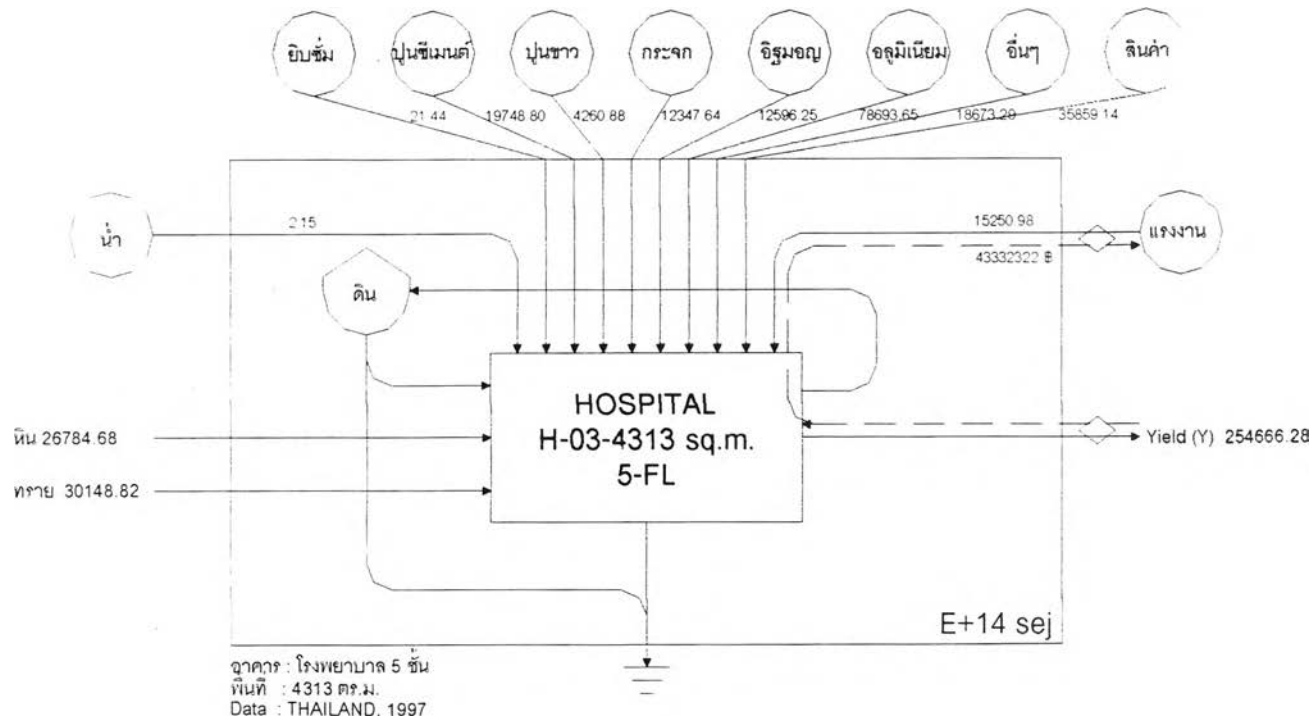 ยิบซั่ม
ปูนซีเมนต์
ปูนขาว
กระจก
อิฐมอญ
อลูมิเนียม
อื่นๆ
สินค้า
21.44
19748.80
4260.88
12347.64
12596.25
78693.65
18673.29
35859.14
น้ำ
2.15
15250.98
แรงงาน
43332322 ฿
ดิน
HOSPITAL
H-03-4313 sq.m.
5-FL
หิน 26784.68
ทราย 30148.82
Yield (Y) 254666.28
E+14 sej
อาคาร : โรงพยาบาล 5 ชั้น
พื้นที่ : 4313 ตร.ม.
Data : THAILAND, 1997